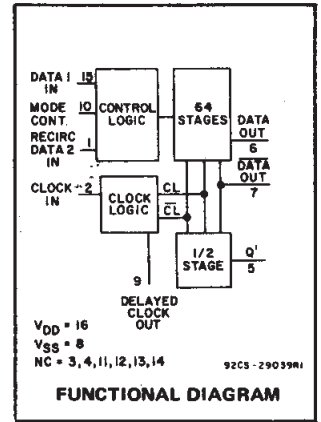 DATA 1 15
IN
MODE 10
CONT.
RECIRC
DATA 2 1
IN
CONTROL
LOGIC
64
STAGES
DATA
OUT
6
DATA
OUT
7
CLOCK 2
IN
CLOCK
LOGIC
CL
CL
1/2
STAGE
Q'
5
9
DELAYED
CLOCK
OUT
VDD = 16
VSS = 8
NC = 3,4,11,12,13,14
92CS-29039R1
FUNCTIONAL DIAGRAM